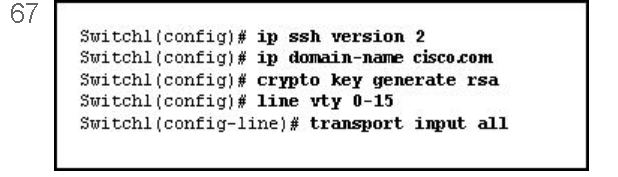 67
Switch1(config)# ip ssh version 2
Switch1(config)# ip domain-name cisco.com
Switch1(config)# crypto key generate rsa
Switch1(config)# line vty 0-15
Switch1(config-line)# transport input all